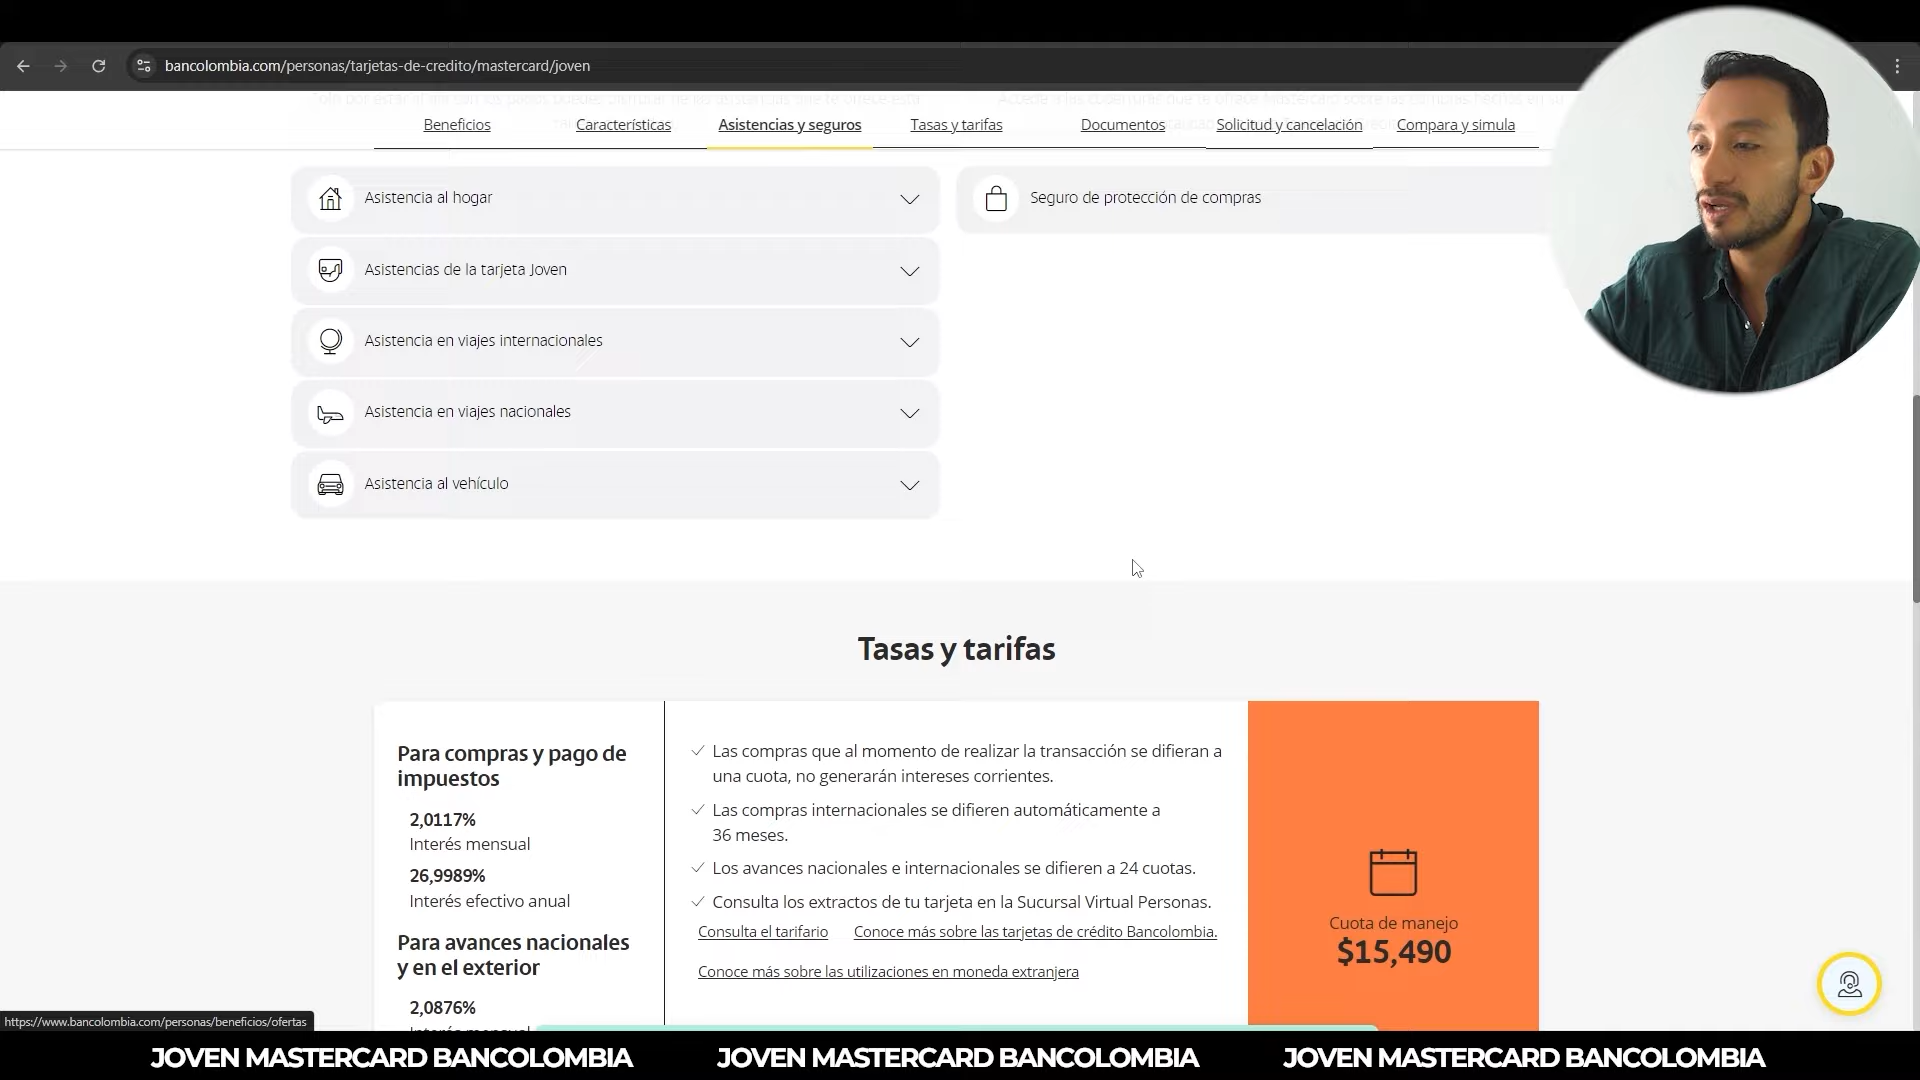 bancolombia.com/personas/tarjetas-de-credito/mastercard/joven
Beneficios
Características
Asistencias y seguros
Tasas y tarifas
Documentos
Solicitud y cancelación
Compara y simula
Asistencia al hogar
Asistencias de la tarjeta Joven
Asistencia en viajes internacionales
Asistencia en viajes nacionales
Asistencia al vehículo
Seguro de protección de compras
Tasas y tarifas
Para compras y pago de
impuestos
2,0117%
Interés mensual
26,9989%
Interés efectivo anual
Para avances nacionales
y en el exterior
2,0876%
Interés mensual
Las compras que al momento de realizar la transacción se difieran a
una cuota, no generarán intereses corrientes.
Las compras internacionales se difieren automáticamente a
36 meses.
Los avances nacionales e internacionales se difieren a 24 cuotas.
Consulta los extractos de tu tarjeta en la Sucursal Virtual Personas.
Consulta el tarifario
Conoce más sobre las tarjetas de crédito Bancolombia.
Conoce más sobre las utilizaciones en moneda extranjera
Cuota de manejo
$15,490
https://www.bancolombia.com/personas/beneficios/ofertas
JOVEN MASTERCARD BANCOLOMBIA
JOVEN MASTERCARD BANCOLOMBIA
JOVEN MASTERCARD BANCOLOMBIA